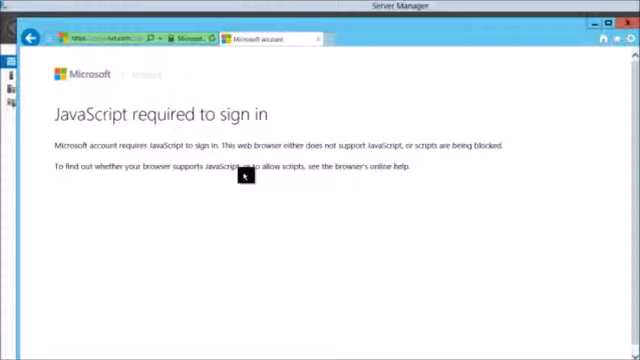 Server Manager
Microsoft account
Microsoft
JavaScript required to sign in
Microsoft account requires JavaScript to sign in. This web browser either does not support JavaScript, or scripts are being blocked.
To find out whether your browser supports JavaScript, or to allow scripts, see the browser's online help.